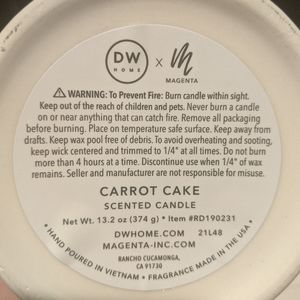 DW
HOME
x
M
MAGENTA
⚠ WARNING: To Prevent Fire: Burn candle within sight.
Keep out of the reach of children and pets. Never burn a candle
on or near anything that can catch fire. Remove all packaging
before burning. Place on temperature safe surface. Keep away from
drafts. Keep wax pool free of debris. To avoid overheating and sooting,
keep wick centered and trimmed to 1/4" at all times. Do not burn
more than 4 hours at a time. Discontinue use when 1/4" of wax
remains. Seller and manufacturer are not responsible for misuse.
CARROT CAKE
SCENTED CANDLE
Net Wt. 13.2 oz (374 g) • Item #RD190231
DWHOME.COM 21L48
MAGENTA-INC.COM
RANCHO CUCAMONGA,
CA 91730
• HAND POURED IN VIETNAM • FRAGRANCE MADE IN THE USA •